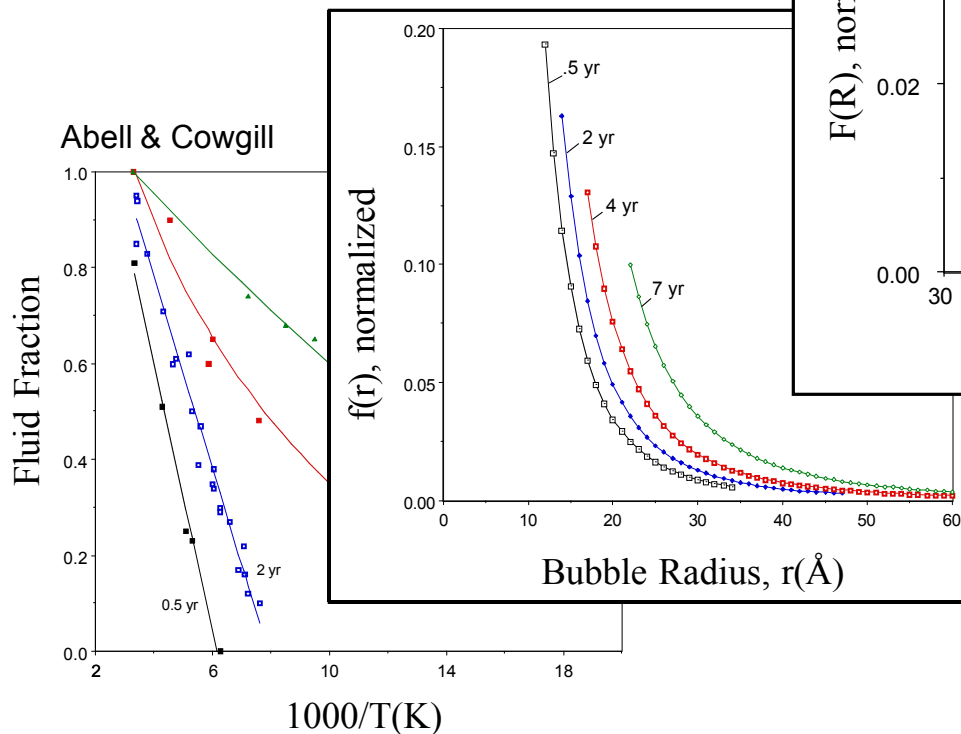 Abell & Cowgill
Fluid Fraction
1.0
0.8
0.6
0.4
0.2
0.0
0.5 yr
2 yr
2
6
10
14
18
1000/T(K)
f(r), normalized
0.20
0.15
0.10
0.05
0.00
.5 yr
2 yr
4 yr
7 yr
0
10
20
30
40
50
60
Bubble Radius, r(Å)
0.02
0.00
30